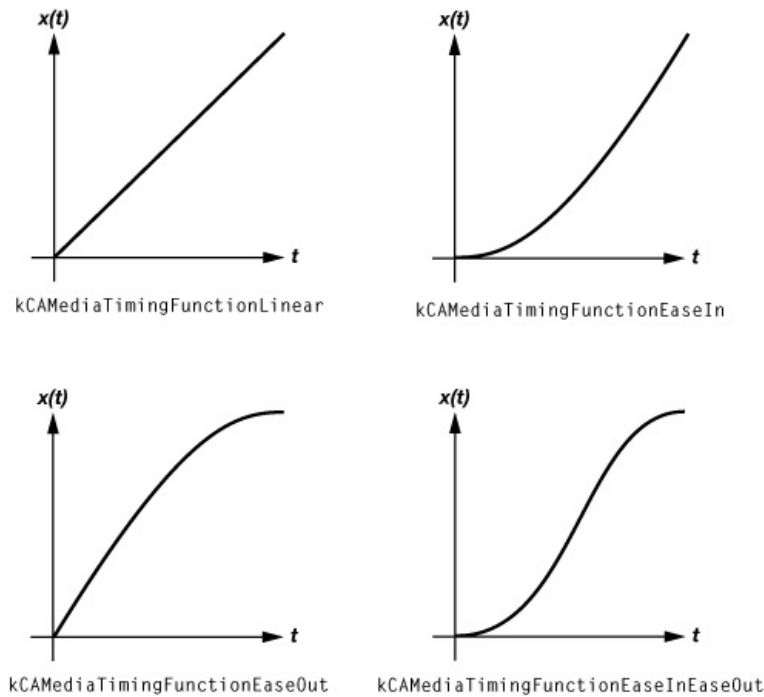 x(t)
t
kCAMediaTimingFunctionLinear
x(t)
t
kCAMediaTimingFunctionEaseIn
x(t)
t
kCAMediaTimingFunctionEaseOut
x(t)
t
kCAMediaTimingFunctionEaseInEaseOut